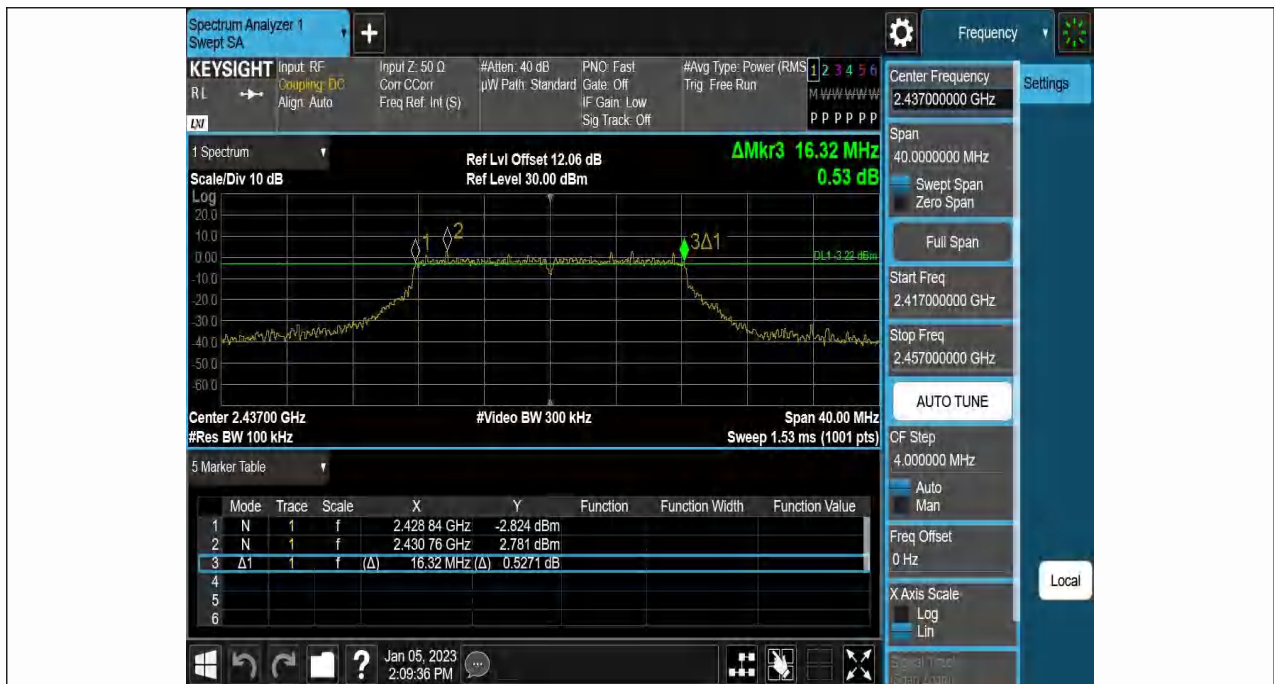 Spectrum Analyzer 1
Swept SA
+
Frequency
KEYSIGHT
RL
LXI
Input: RF
Coupling: DC
Align: Auto
Input Z: 50 Ω
Corr CCorr
Freq Ref: Int (S)
#Atten: 40 dB
µW Path: Standard
PNO: Fast
Gate: Off
IF Gain: Low
Sig Track: Off
#Avg Type: Power (RMS
Trig: Free Run
1 2 3 4 5 6
M W W W W W
P P P P P P
1 Spectrum
Scale/Div 10 dB
Ref Lvl Offset 12.06 dB
Ref Level 30.00 dBm
ΔMkr3 16.32 MHz
0.53 dB
Log
20.0
10.0
0.00
-10.0
-20.0
-30.0
-40.0
-50.0
-60.0
1
2
3Δ1
DL1 -3.22 dBm
Center 2.43700 GHz
#Res BW 100 kHz
#Video BW 300 kHz
Span 40.00 MHz
Sweep 1.53 ms (1001 pts)
5 Marker Table
Mode Trace Scale X Y Function Function Width Function Value
1 N 1 f 2.428 84 GHz -2.824 dBm
2 N 1 f 2.430 76 GHz 2.781 dBm
3 Δ1 1 f (Δ) 16.32 MHz (Δ) 0.5271 dB
4
5
6
?
Jan 05, 2023
2:09:36 PM
Center Frequency
2.437000000 GHz
Span
40.0000000 MHz
Swept Span
Zero Span
Full Span
Start Freq
2.417000000 GHz
Stop Freq
2.457000000 GHz
AUTO TUNE
CF Step
4.000000 MHz
Auto
Man
Freq Offset
0 Hz
X Axis Scale
Log
Lin
Signal Track
(Span Zoom)
Settings
Local